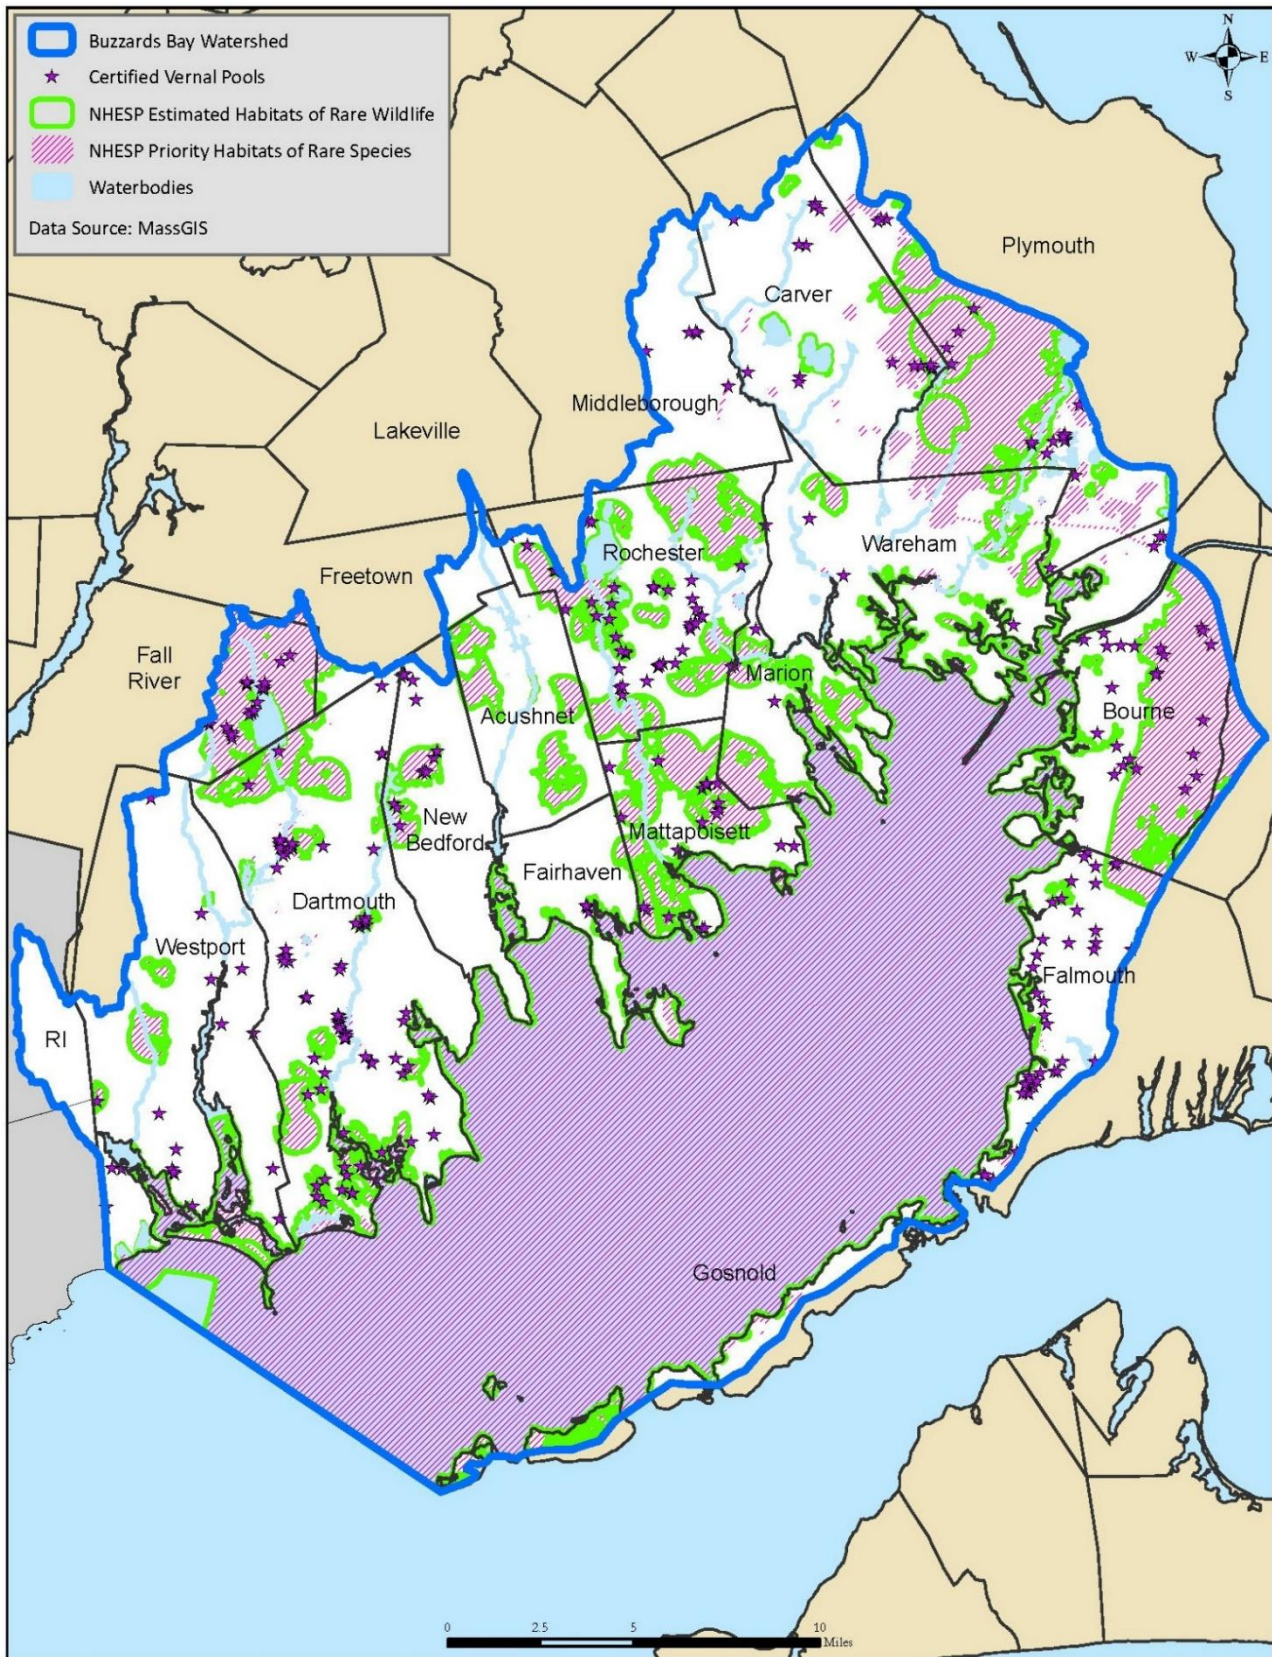 Buzzards Bay Watershed
Certified Vernal Pools
NHESP Estimated Habitats of Rare Wildlife
NHESP Priority Habitats of Rare Species
Waterbodies
Data Source: MassGIS
N
W E
S
Plymouth
Carver
Middleborough
Lakeville
Rochester
Wareham
Freetown
Fall
River
Marion
Acushnet
Bourne
New
Bedford
Mattapoisett
Fairhaven
Dartmouth
Westport
Falmouth
RI
Gosnold
0 2.5 5 10
Miles